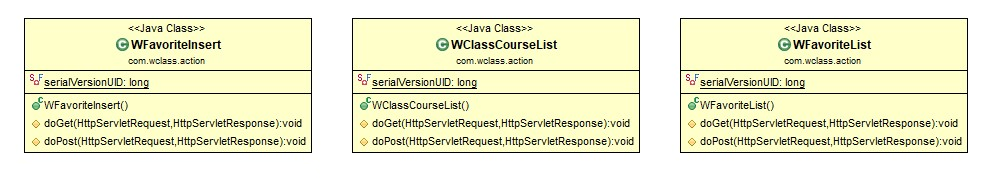 <<Java Class>>
WFavoriteInsert
com.wclass.action
serialVersionUID: long
WFavoriteInsert()
doGet(HttpServletRequest,HttpServletResponse):void
doPost(HttpServletRequest,HttpServletResponse):void
<<Java Class>>
WClassCourseList
com.wclass.action
serialVersionUID: long
WClassCourseList()
doGet(HttpServletRequest,HttpServletResponse):void
doPost(HttpServletRequest,HttpServletResponse):void
<<Java Class>>
WFavoriteList
com.wclass.action
serialVersionUID: long
WFavoriteList()
doGet(HttpServletRequest,HttpServletResponse):void
doPost(HttpServletRequest,HttpServletResponse):void